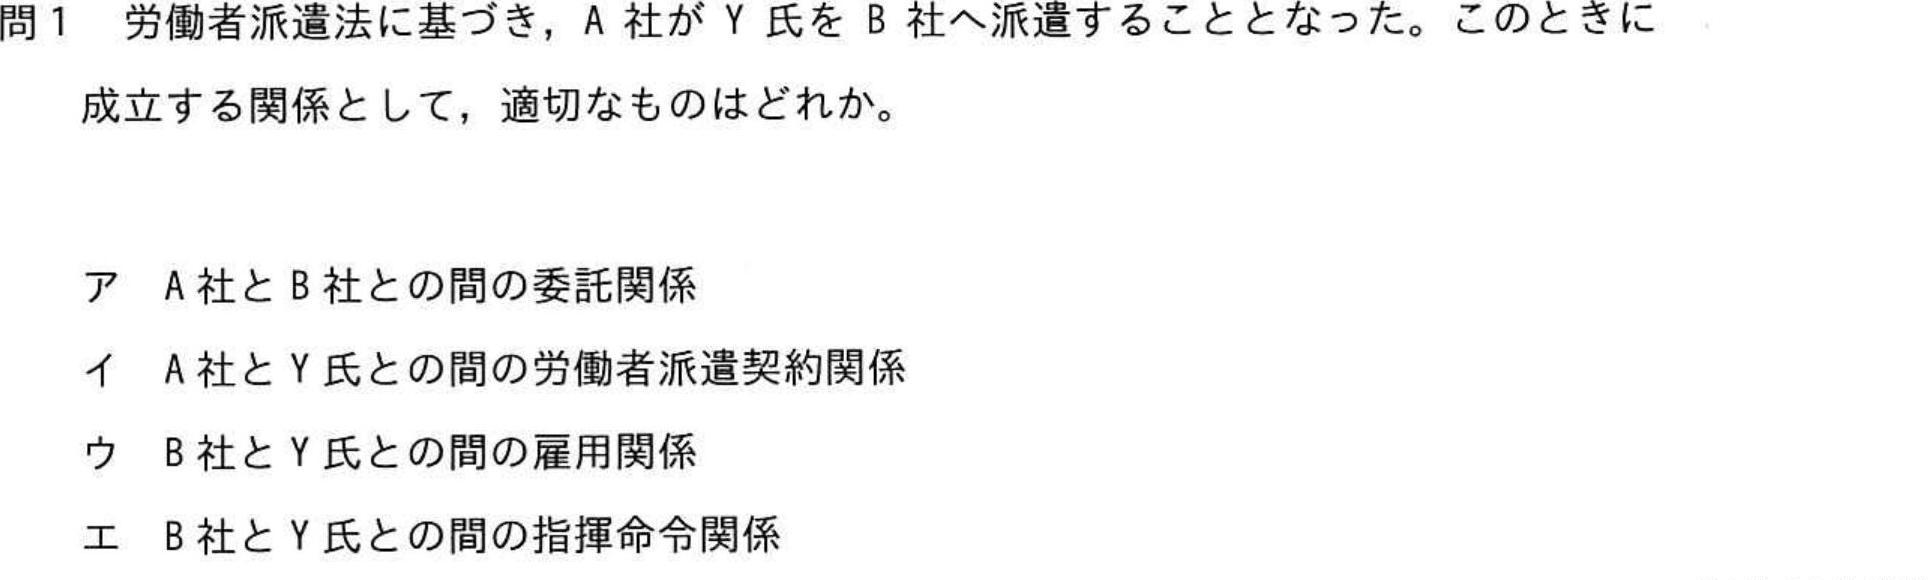 問1 労働者派遣法に基づき，A 社が Y 氏を B 社へ派遣することとなった。このときに
成立する関係として，適切なものはどれか。
ア A 社と B 社との間の委託関係
イ A 社と Y 氏との間の労働者派遣契約関係
ウ B 社と Y 氏との間の雇用関係
エ B 社と Y 氏との間の指揮命令関係